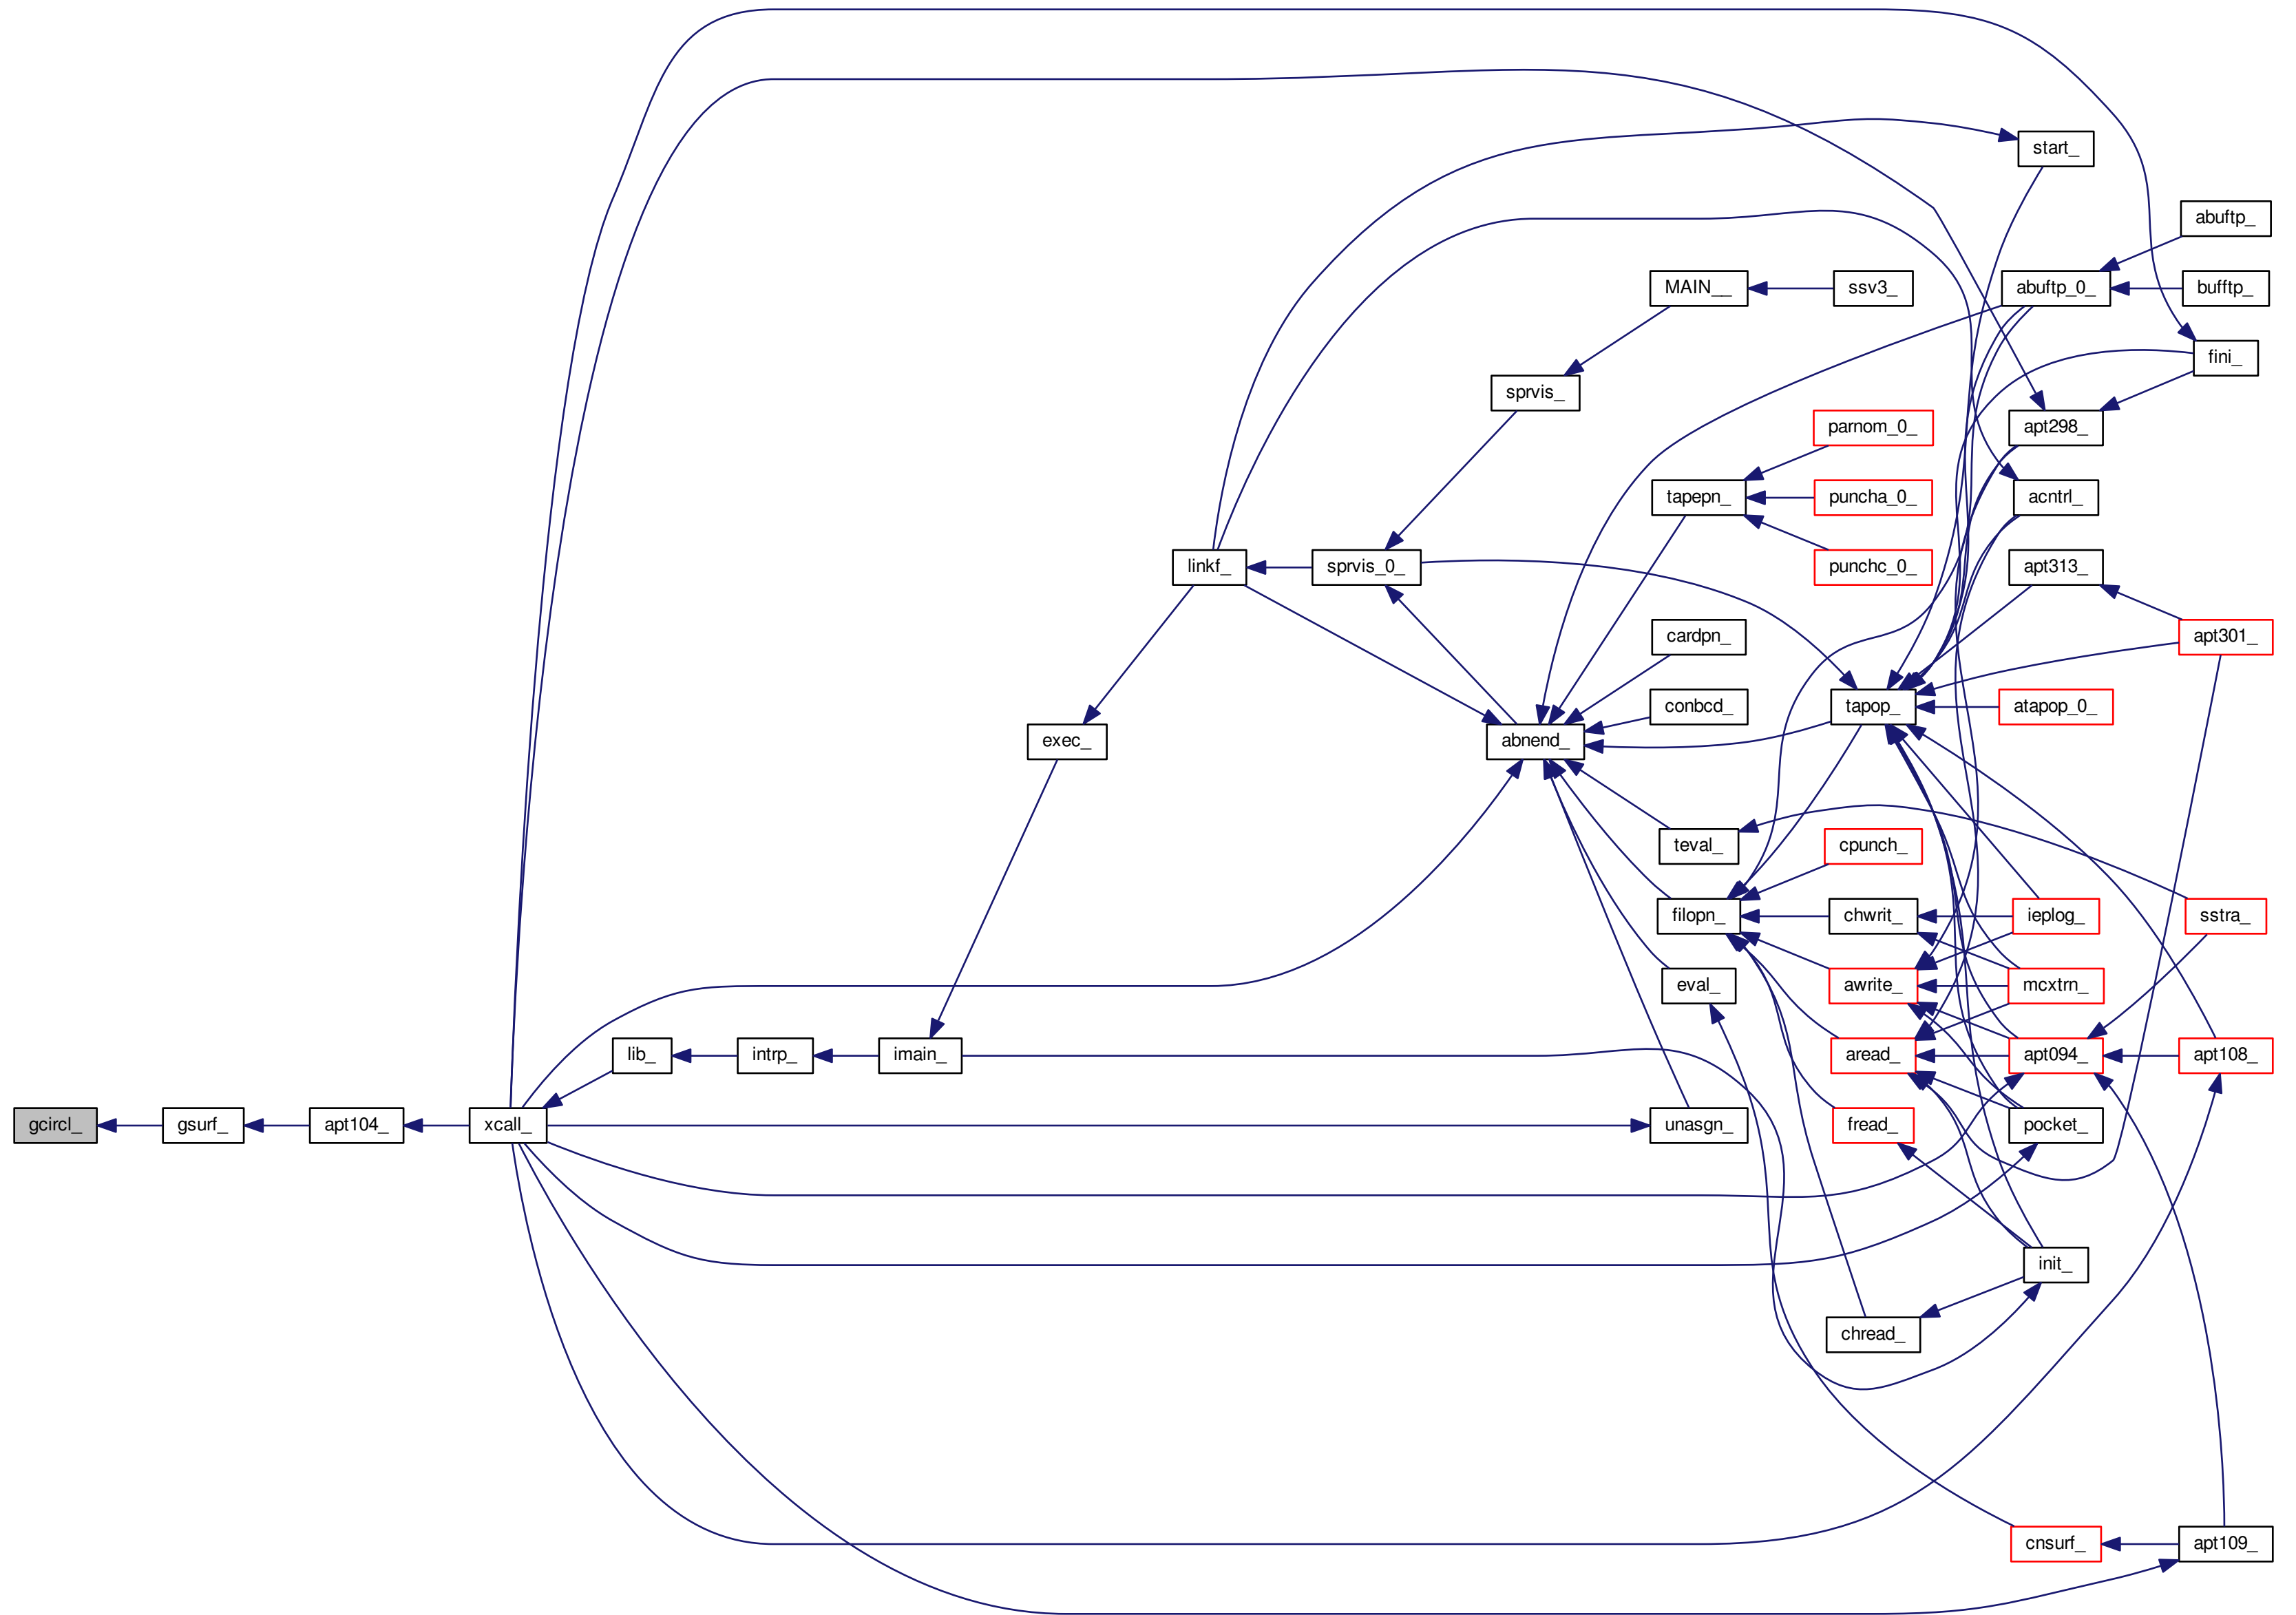 start_
abuftp_
MAIN__
ssv3_
abuftp_0_
bufftp_
fini_
sprvis_
parnom_0_
apt298_
tapepn_
puncha_0_
acntrl_
linkf_
sprvis_0_
punchc_0_
apt313_
cardpn_
apt301_
conbcd_
tapop_
atapop_0_
exec_
abnend_
teval_
cpunch_
filopn_
chwrit_
ieplog_
sstra_
eval_
awrite_
mcxtrn_
lib_
intrp_
imain_
aread_
apt094_
apt108_
gcircl_
gsurf_
apt104_
xcall_
unasgn_
fread_
pocket_
init_
chread_
cnsurf_
apt109_